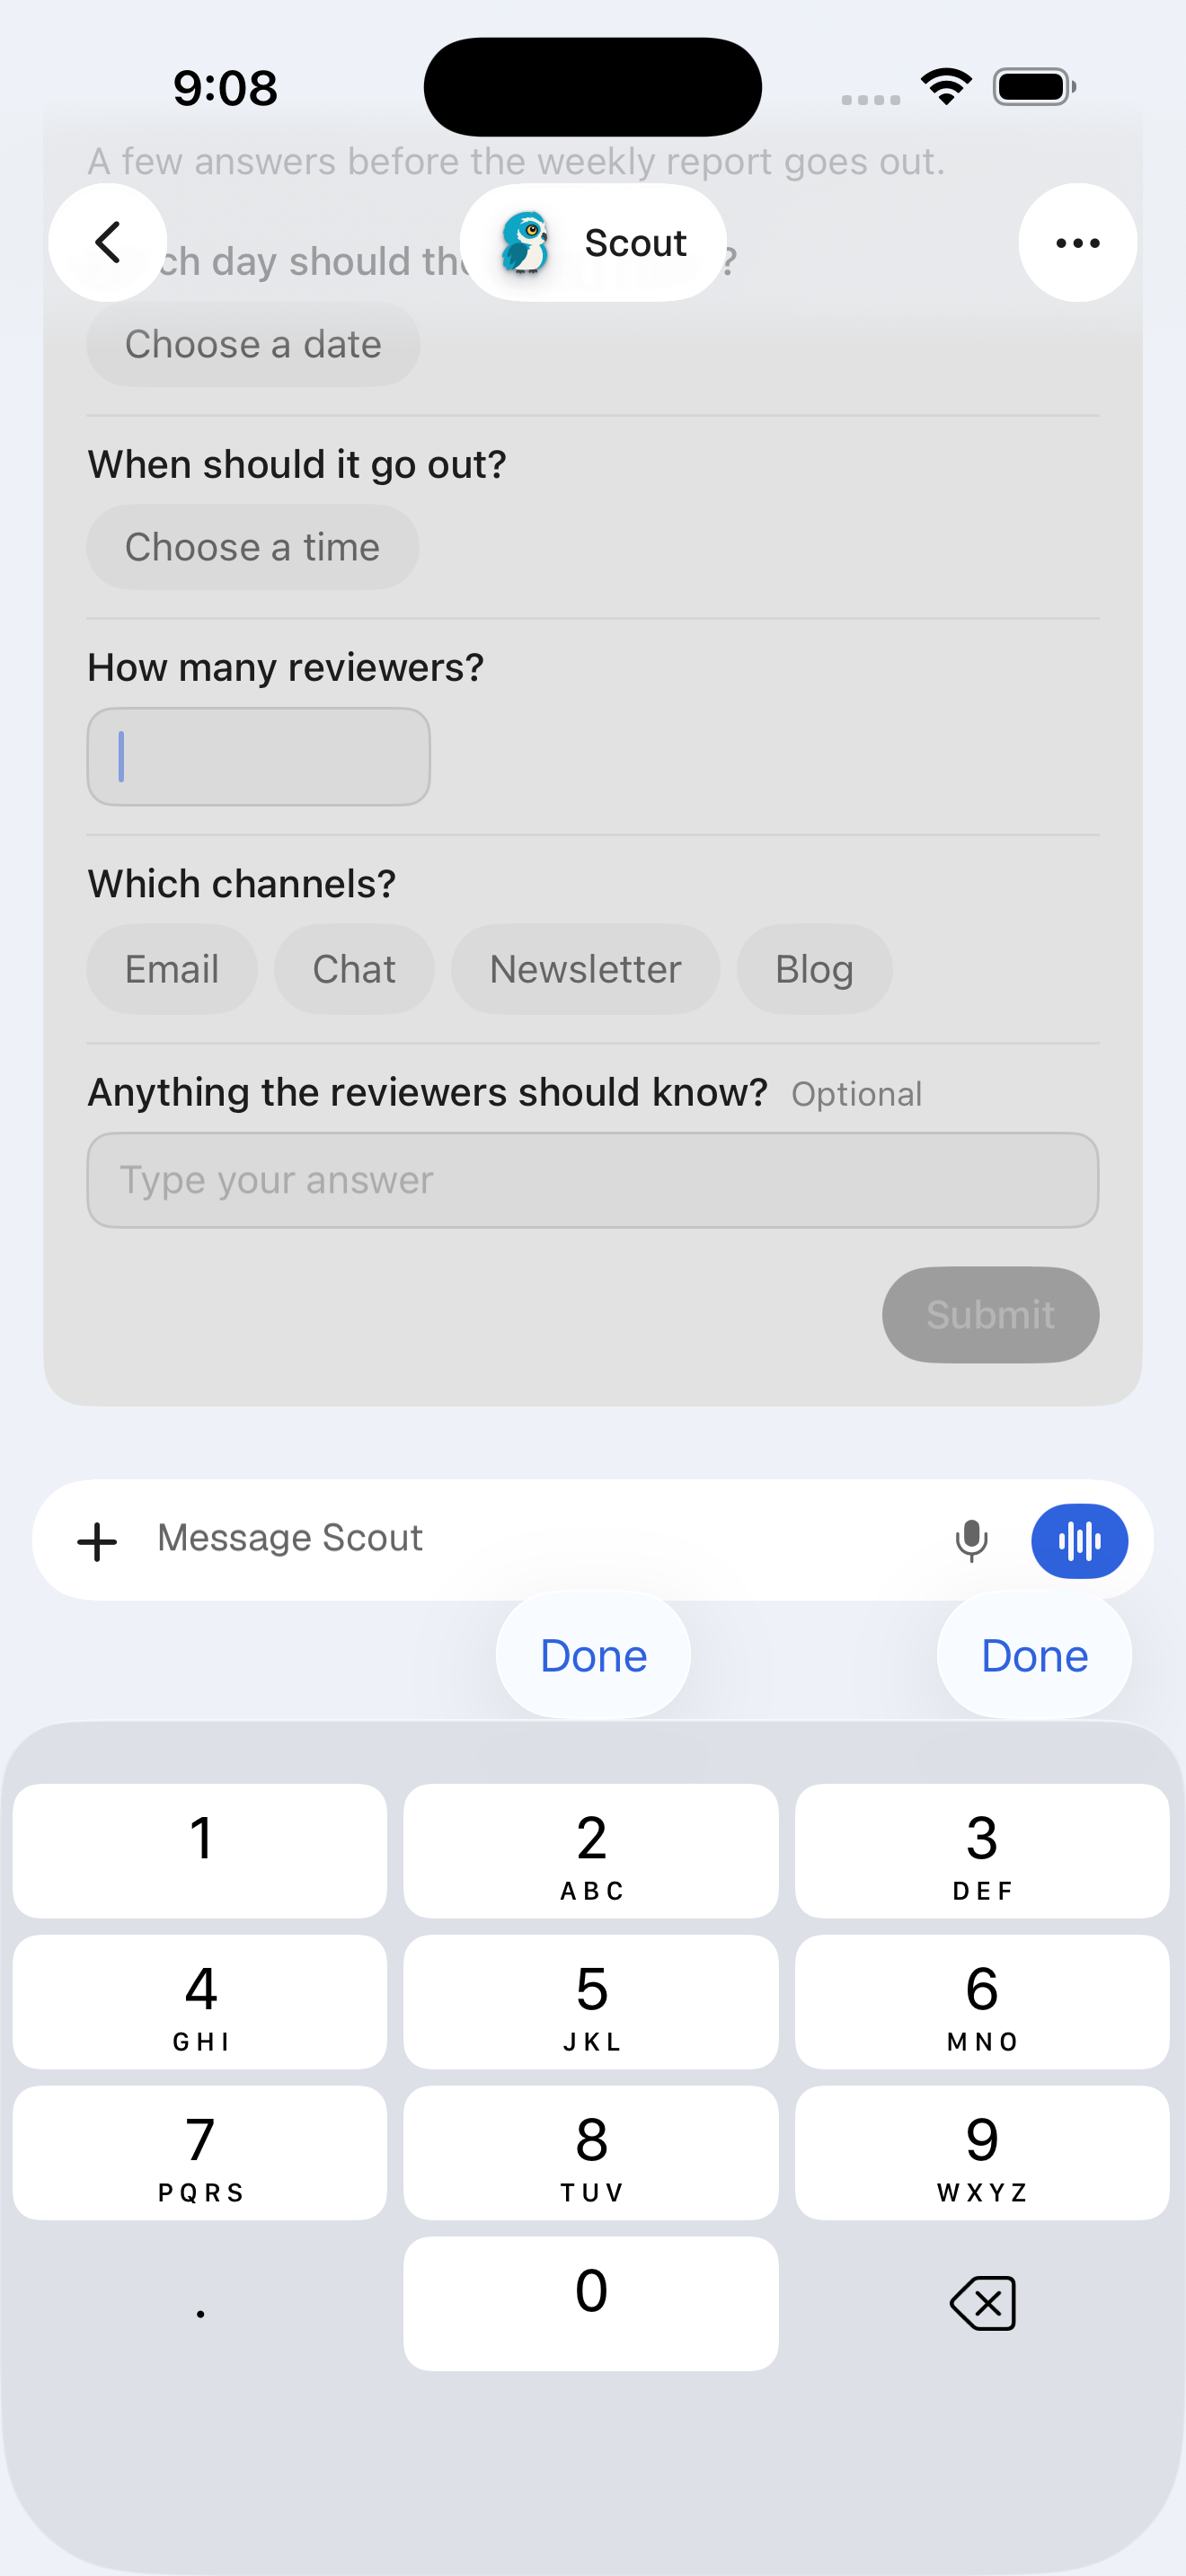 9:08
A few answers before the weekly report goes out.
Scout
day should
?
Choose a date
When should it go out?
Choose a time
How many reviewers?
Which channels?
Email Chat Newsletter Blog
Anything the reviewers should know? Optional
Type your answer
Submit
Message Scout
Done Done
1 2 3
ABC DEF
4 5 6
GHI JKL MNO
7 8 9
PQRS TUV WXYZ
. 0